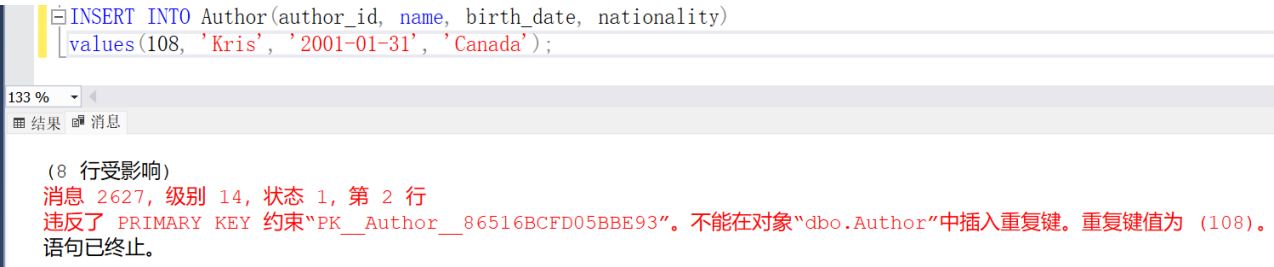 INSERT INTO Author(author_id, name, birth_date, nationality)
values(108, 'Kris', '2001-01-31', 'Canada');
133 %
结果 消息
(8 行受影响)
消息 2627, 级别 14, 状态 1, 第 2 行
违反了 PRIMARY KEY 约束“PK__Author__86516BCFD05BBE93”。不能在对象“dbo.Author”中插入重复键。重复键值为 (108)。
语句已终止。